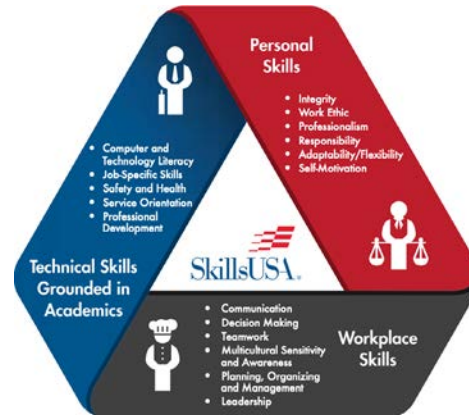 Personal
Skills
• Integrity
• Work Ethic
• Professionalism
• Responsibility
• Adaptability/Flexibility
• Self-Motivation
• Computer and
Technology Literacy
• Job-Specific Skills
• Safety and Health
• Service Orientation
• Professional
Development
Technical Skills
Grounded in
Academics
SkillsUSA®
• Communication
• Decision Making
• Teamwork
• Multicultural Sensitivity
and Awareness
• Planning, Organizing
and Management
• Leadership
Workplace
Skills